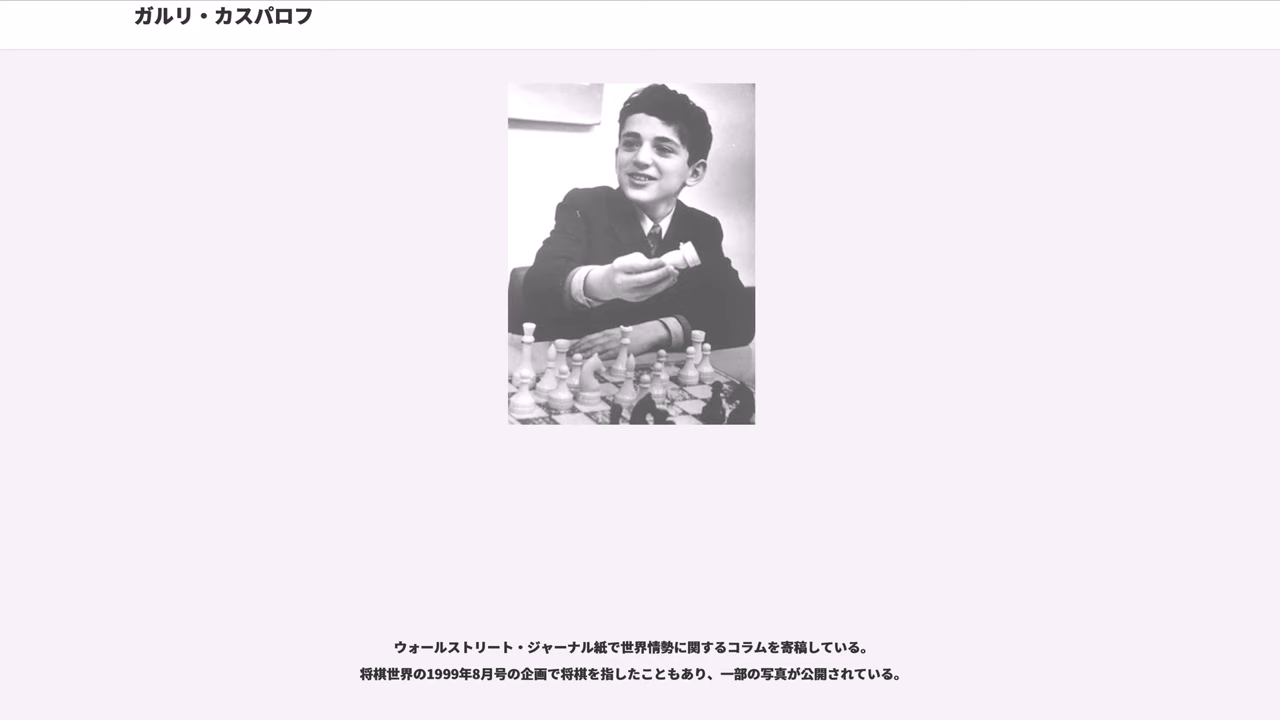 ガルリ・カスパロフ
ウォールストリート・ジャーナル紙で世界情勢に関するコラムを寄稿している。
将棋世界の1999年8月号の企画で将棋を指したこともあり、一部の写真が公開されている。